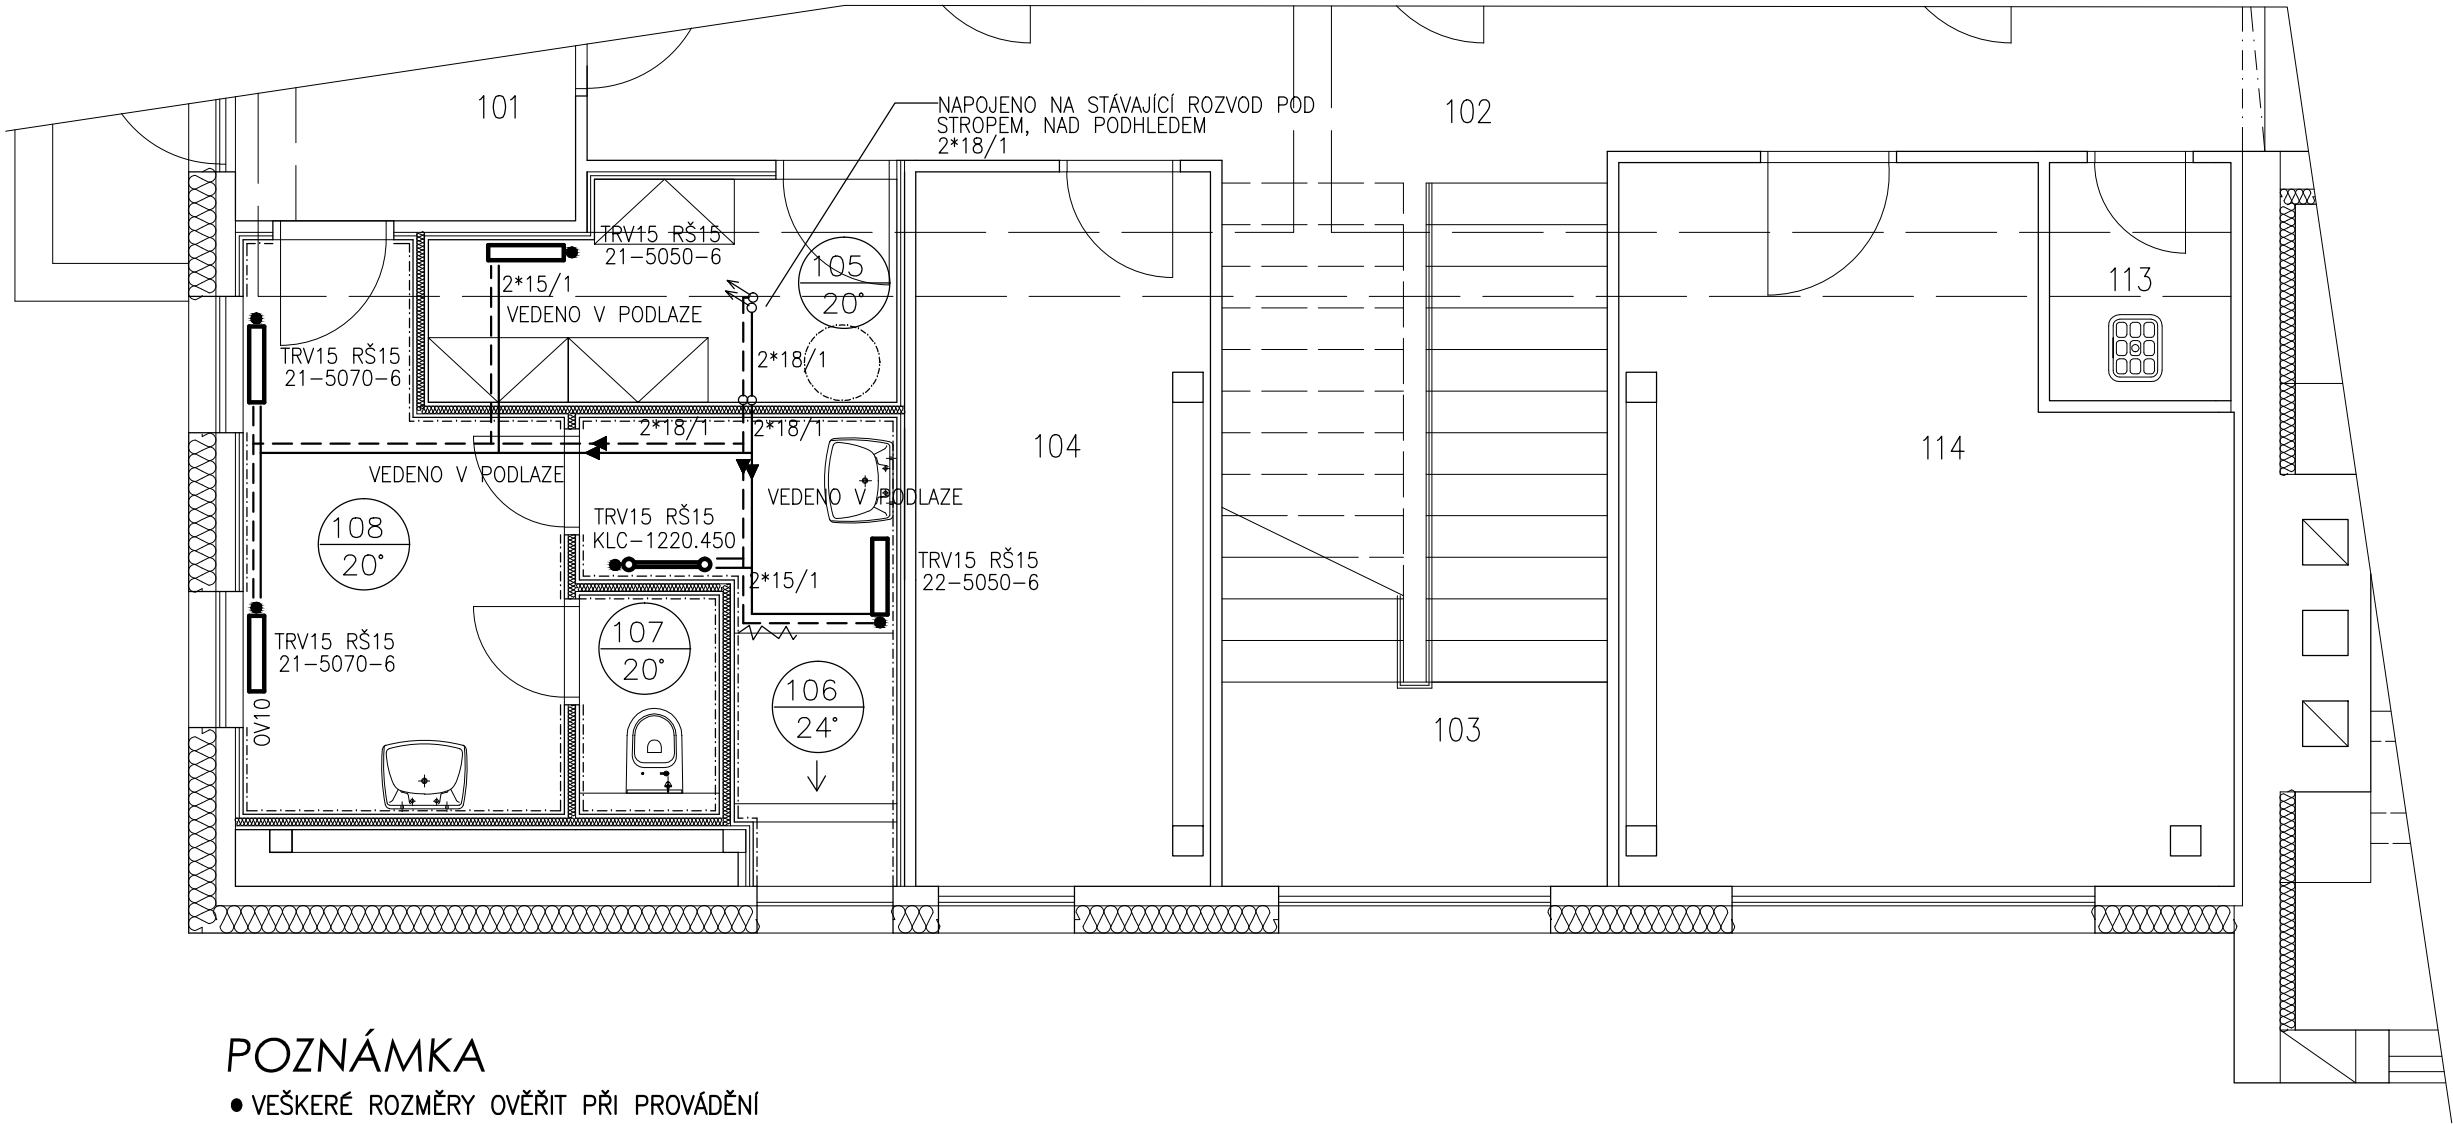 101
102
NAPOJENO NA STÁVAJÍCÍ ROZVOD POD
STROPEM, NAD PODHLEDEM
2*18/1
TRV15 RŠ15
21-5050-6
105
20°
2*15/1
VEDENO V PODLAZE
113
TRV15 RŠ15
21-5070-6
2*18/1
2*18/1
2*18/1
104
114
VEDENO V PODLAZE
VEDENO V PODLAZE
108
20°
TRV15 RŠ15
KLC-1220.450
2*15/1
TRV15 RŠ15
22-5050-6
TRV15 RŠ15
21-5070-6
107
20°
106
24°
OV10
103
POZNÁMKA
● VEŠKERÉ ROZMĚRY OVĚŘIT PŘI PROVÁDĚNÍ